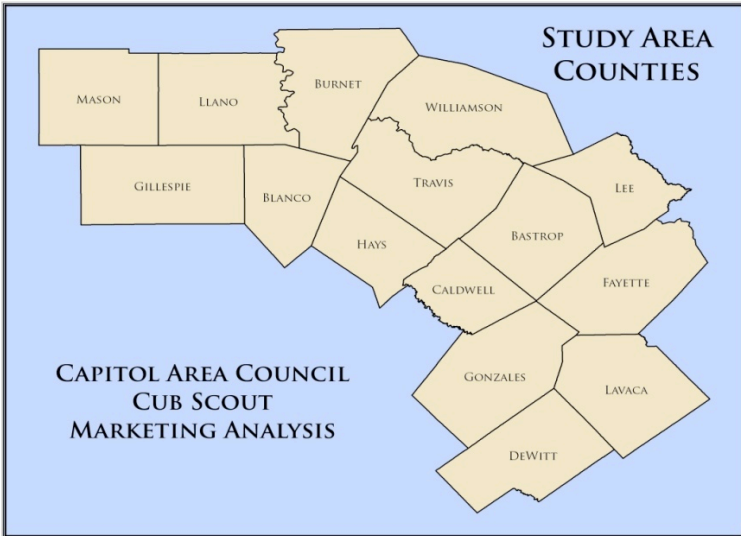 STUDY AREA
COUNTIES
BURNET
MASON
LLANO
WILLIAMSON
GILLESPIE
BLANCO
TRAVIS
LEE
HAYS
BASTROP
CALDWELL
FAYETTE
GONZALES
LAVACA
DEWITT
CAPITOL AREA COUNCIL
CUB SCOUT
MARKETING ANALYSIS